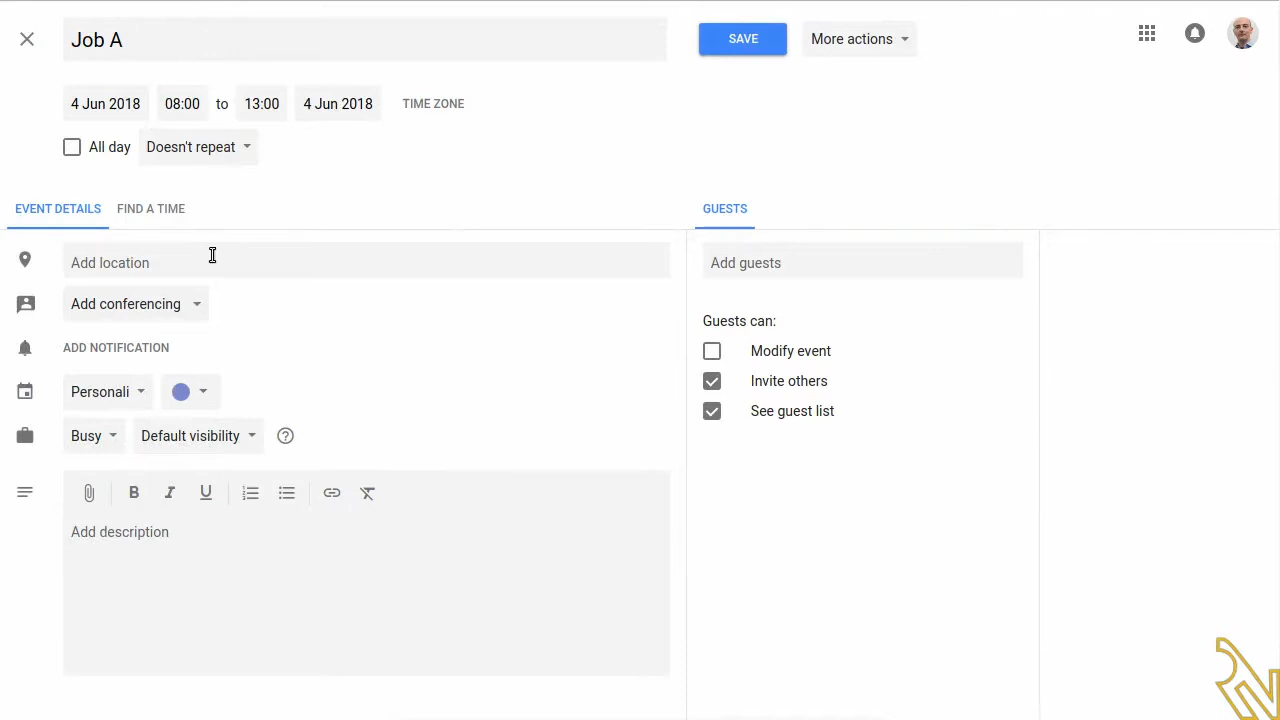 Job A
SAVE
More actions
4 Jun 2018 08:00 to 13:00 4 Jun 2018 TIME ZONE
All day Doesn't repeat
EVENT DETAILS FIND A TIME
GUESTS
Add location
Add guests
Add conferencing
Guests can:
ADD NOTIFICATION
Modify event
Personali
Invite others
Busy Default visibility
See guest list
B I U
Add description